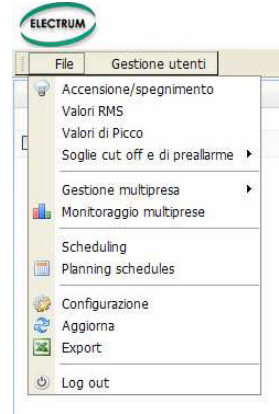 ELECTRUM
File Gestione utenti
Accensione/spegnimento
Valori RMS
Valori di Picco
Soglie cut off e di preallarme
Gestione multipresa
Monitoraggio multiprese
Scheduling
Planning schedules
Configurazione
Aggiorna
Export
Log out